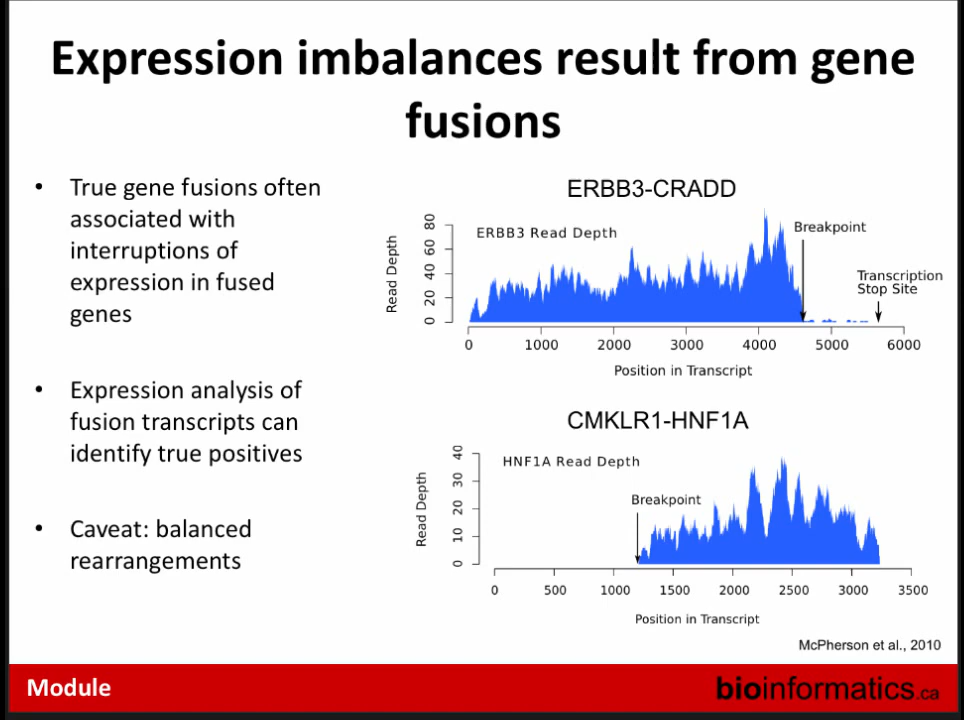 Expression imbalances result from gene
fusions
• True gene fusions often
associated with
interruptions of
expression in fused
genes
• Expression analysis of
fusion transcripts can
identify true positives
• Caveat: balanced
rearrangements
ERBB3-CRADD
ERBB3 Read Depth
Breakpoint
Transcription
Stop Site
Read Depth
0 20 40 60 80
0 1000 2000 3000 4000 5000 6000
Position in Transcript
CMKLR1-HNF1A
HNF1A Read Depth
Breakpoint
Read Depth
0 10 20 30 40
0 500 1000 1500 2000 2500 3000 3500
Position in Transcript
McPherson et al., 2010
Module
bioinformatics.ca